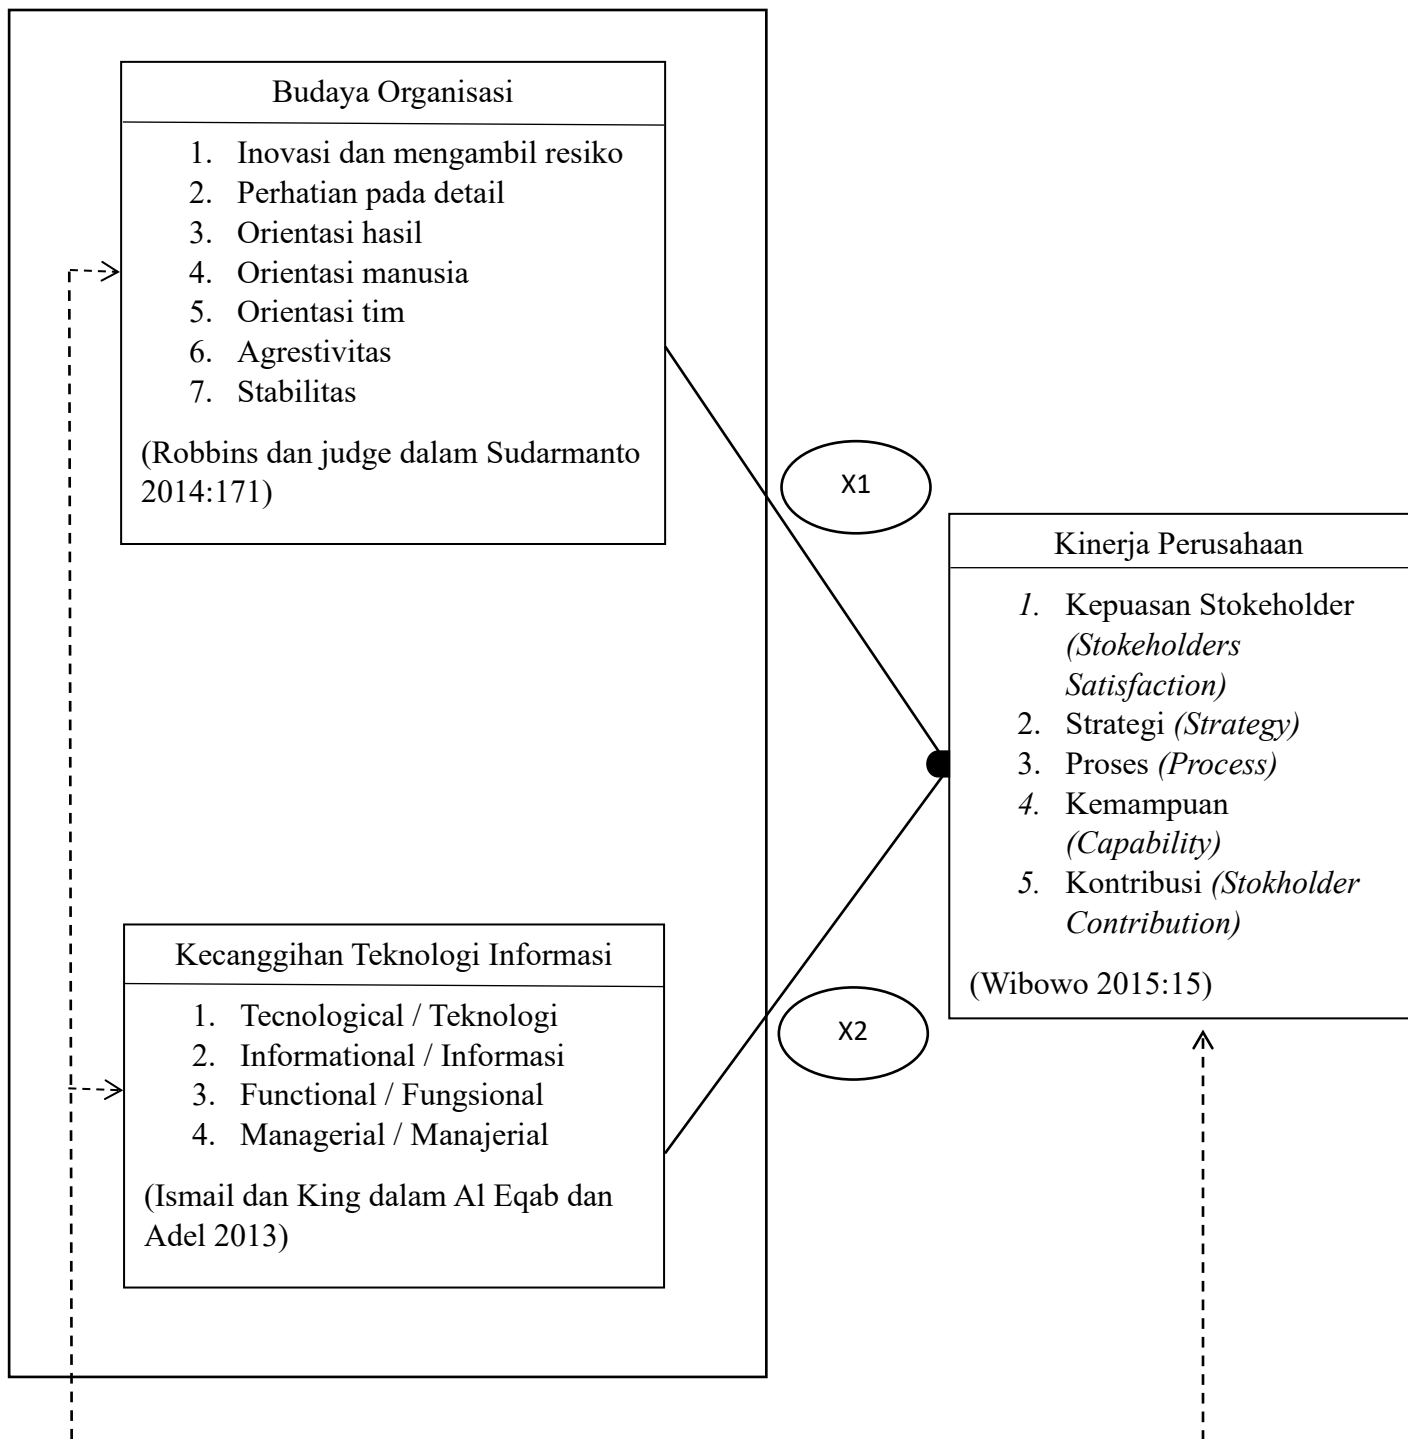 Budaya Organisasi
1. Inovasi dan mengambil resiko
2. Perhatian pada detail
3. Orientasi hasil
4. Orientasi manusia
5. Orientasi tim
6. Agrestivitas
7. Stabilitas
(Robbins dan judge dalam Sudarmanto
2014:171)
X1
Kinerja Perusahaan
1. Kepuasan Stokeholder
(Stokeholders
Satisfaction)
2. Strategi (Strategy)
3. Proses (Process)
4. Kemampuan
(Capability)
5. Kontribusi (Stokholder
Contribution)
(Wibowo 2015:15)
Kecanggihan Teknologi Informasi
1. Tecnological / Teknologi
2. Informational / Informasi
3. Functional / Fungsional
4. Managerial / Manajerial
(Ismail dan King dalam Al Eqab dan
Adel 2013)
X2